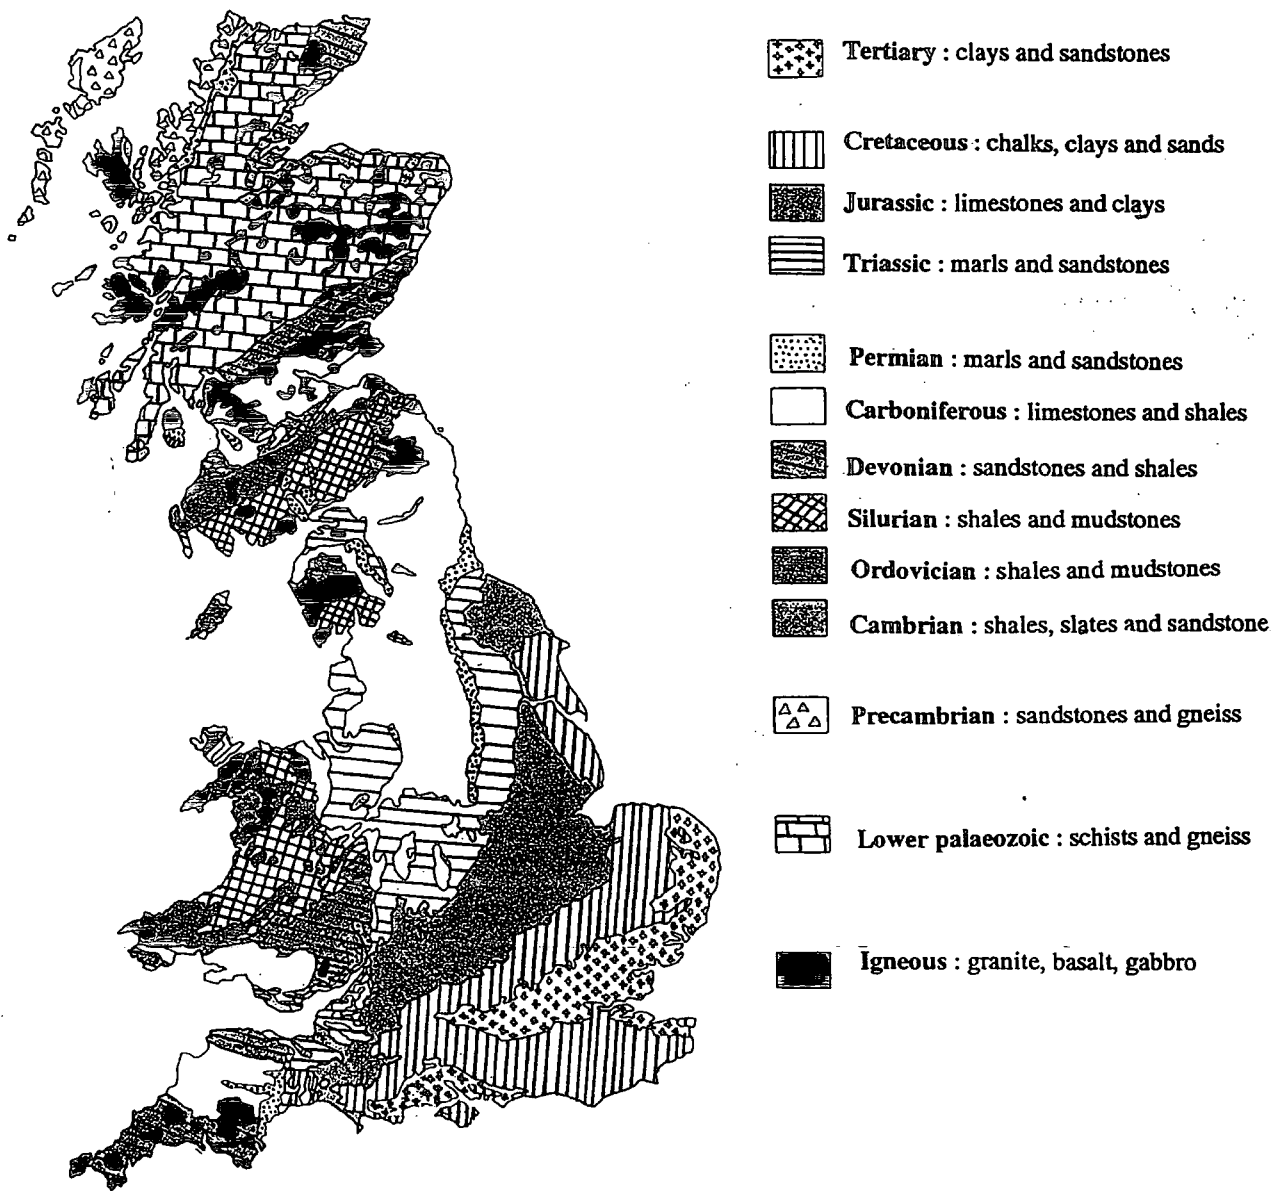 Tertiary : clays and sandstones
Cretaceous : chalks, clays and sands
Jurassic : limestones and clays
Triassic : marls and sandstones
Permian : marls and sandstones
Carboniferous : limestones and shales
Devonian : sandstones and shales
Silurian : shales and mudstones
Ordovician : shales and mudstones
Cambrian : shales, slates and sandstone
Precambrian : sandstones and gneiss
Lower palaeozoic : schists and gneiss
Igneous : granite, basalt, gabbro